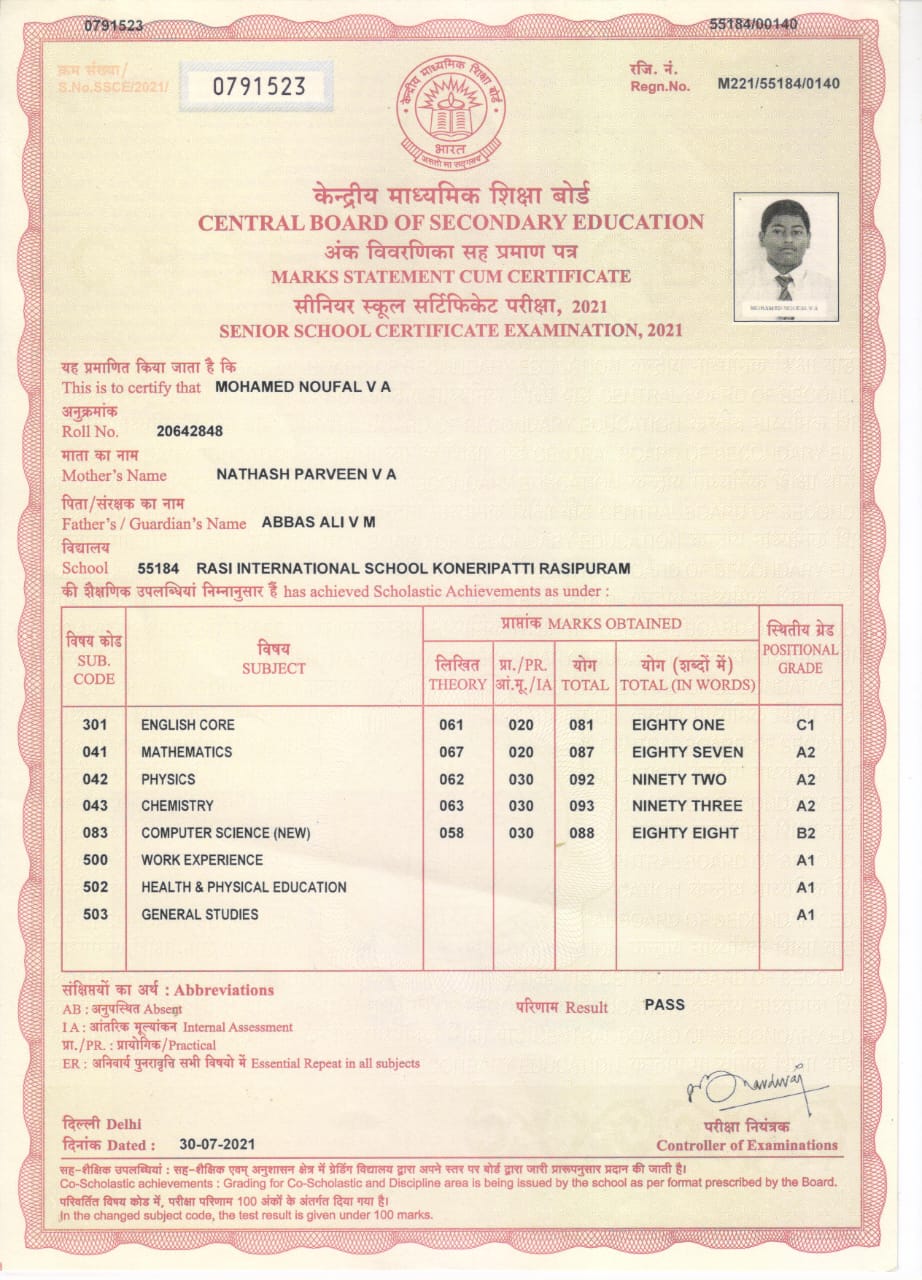 0791523 55184/00140
क्रम संख्या/ रजि. नं.
S.No.SSCE/2021/ 0791523 Regn.No. M221/55184/0140
केन्द्रीय माध्यमिक शिक्षा बोर्ड
भारत
असतो मा सद्गमय
केन्द्रीय माध्यमिक शिक्षा बोर्ड
CENTRAL BOARD OF SECONDARY EDUCATION
अंक विवरणिका सह प्रमाण पत्र
MARKS STATEMENT CUM CERTIFICATE
सीनियर स्कूल सर्टिफिकेट परीक्षा, 2021
SENIOR SCHOOL CERTIFICATE EXAMINATION, 2021
MOHAMED NOUFAL V A
यह प्रमाणित किया जाता है कि
This is to certify that MOHAMED NOUFAL V A
अनुक्रमांक
Roll No. 20642848
माता का नाम
Mother's Name NATHASH PARVEEN V A
पिता/संरक्षक का नाम
Father's / Guardian's Name ABBAS ALI V M
विद्यालय
School 55184 RASI INTERNATIONAL SCHOOL KONERIPATTI RASIPURAM
की शैक्षणिक उपलब्धियां निम्नानुसार हैं has achieved Scholastic Achievements as under :
विषय कोड विषय प्राप्तांक MARKS OBTAINED स्थितीय ग्रेड
SUB. SUBJECT लिखित प्रा./PR. योग योग (शब्दों में) POSITIONAL
CODE THEORY आं.मू./IA TOTAL TOTAL (IN WORDS) GRADE
301 ENGLISH CORE 061 020 081 EIGHTY ONE C1
041 MATHEMATICS 067 020 087 EIGHTY SEVEN A2
042 PHYSICS 062 030 092 NINETY TWO A2
043 CHEMISTRY 063 030 093 NINETY THREE A2
083 COMPUTER SCIENCE (NEW) 058 030 088 EIGHTY EIGHT B2
500 WORK EXPERIENCE A1
502 HEALTH & PHYSICAL EDUCATION A1
503 GENERAL STUDIES A1
संक्षिप्तियों का अर्थ : Abbreviations
AB : अनुपस्थित Absent परिणाम Result PASS
I A : आंतरिक मूल्यांकन Internal Assessment
प्रा./PR. : प्रायोगिक/Practical
ER : अनिवार्य पुनरावृत्ति सभी विषयो में Essential Repeat in all subjects
दिल्ली Delhi परीक्षा नियंत्रक
दिनांक Dated : 30-07-2021 Controller of Examinations
सह-शैक्षिक उपलब्धियां : सह-शैक्षिक एवम् अनुशासन क्षेत्र में ग्रेडिंग विद्यालय द्वारा अपने स्तर पर बोर्ड द्वारा जारी प्रारूपनुसार प्रदान की जाती है।
Co-Scholastic achievements : Grading for Co-Scholastic and Discipline area is being issued by the school as per format prescribed by the Board.
परिवर्तित विषय कोड में, परीक्षा परिणाम 100 अंकों के अंतर्गत दिया गया है।
In the changed subject code, the test result is given under 100 marks.